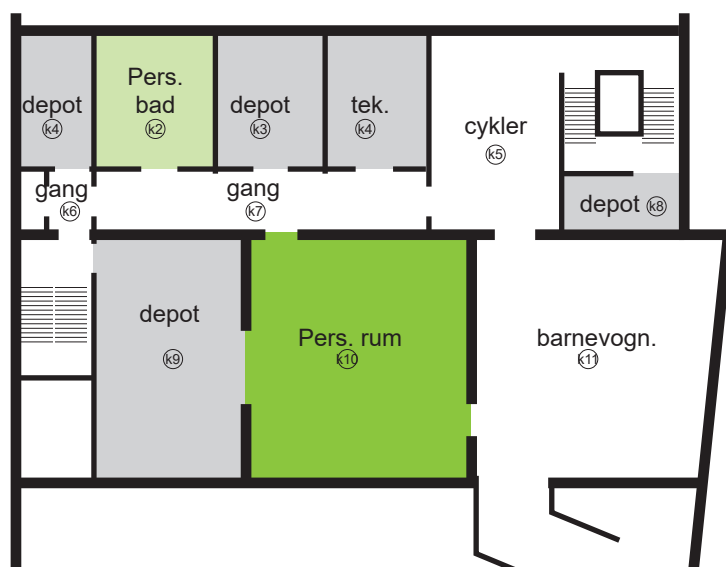 depot
k4
Pers.
bad
k2
depot
k3
tek.
k4
cykler
k5
gang
k6
gang
k7
depot k8
depot
k9
Pers. rum
k10
barnevogn.
k11